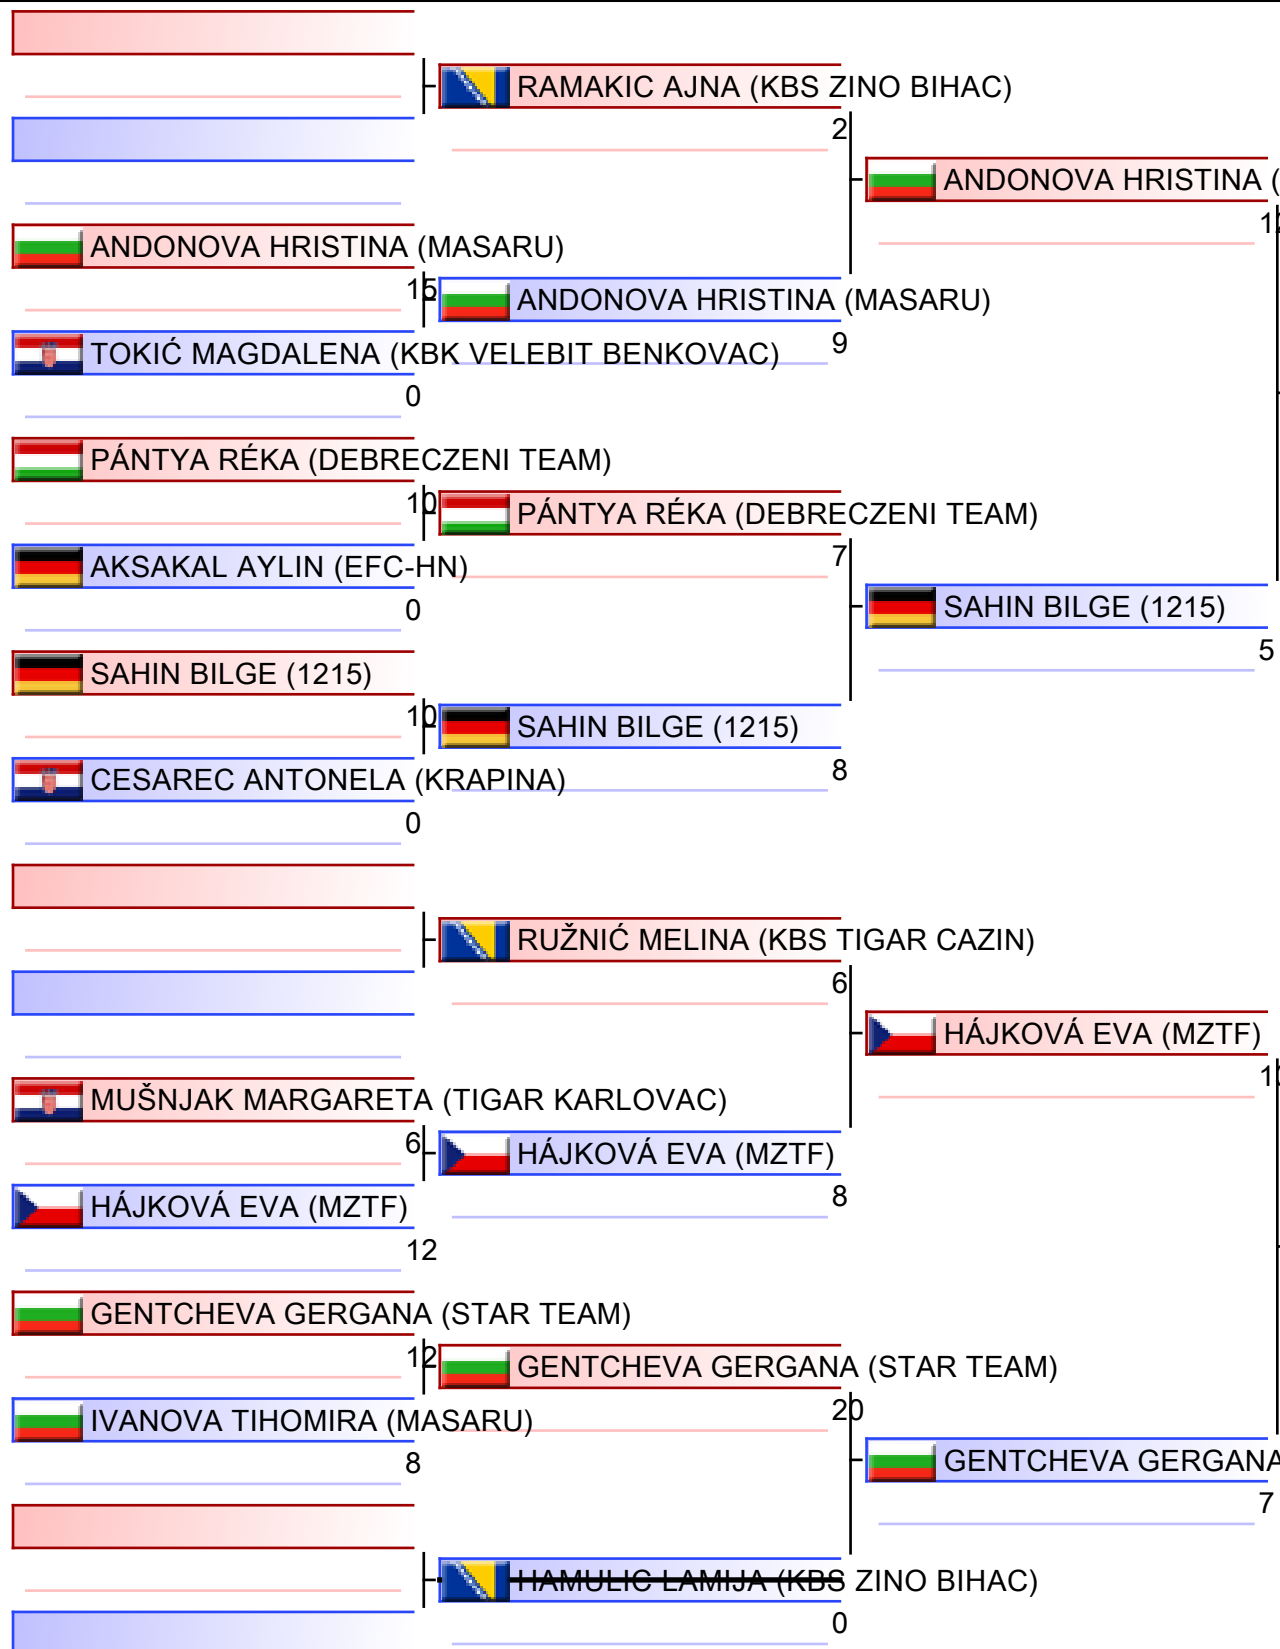 RAMAKIC AJNA (KBS ZINO BIHAC)
2
ANDONOVA HRISTINA (
12
ANDONOVA HRISTINA (MASARU)
15
ANDONOVA HRISTINA (MASARU)
9
TOKIĆ MAGDALENA (KBK VELEBIT BENKOVAC)
0
PÁNTYA RÉKA (DEBRECZENI TEAM)
10
PÁNTYA RÉKA (DEBRECZENI TEAM)
7
AKSAKAL AYLIN (EFC-HN)
0
SAHIN BILGE (1215)
5
SAHIN BILGE (1215)
10
SAHIN BILGE (1215)
8
CESAREC ANTONELA (KRAPINA)
0
RUŽNIĆ MELINA (KBS TIGAR CAZIN)
6
HÁJKOVÁ EVA (MZTF)
MUŠNJAK MARGARETA (TIGAR KARLOVAC)
6
HÁJKOVÁ EVA (MZTF)
8
HÁJKOVÁ EVA (MZTF)
12
GENTCHEVA GERGANA (STAR TEAM)
12
GENTCHEVA GERGANA (STAR TEAM)
20
IVANOVA TIHOMIRA (MASARU)
8
GENTCHEVA GERGANA
7
HAMULIC LAMIJA (KBS ZINO BIHAC)
0